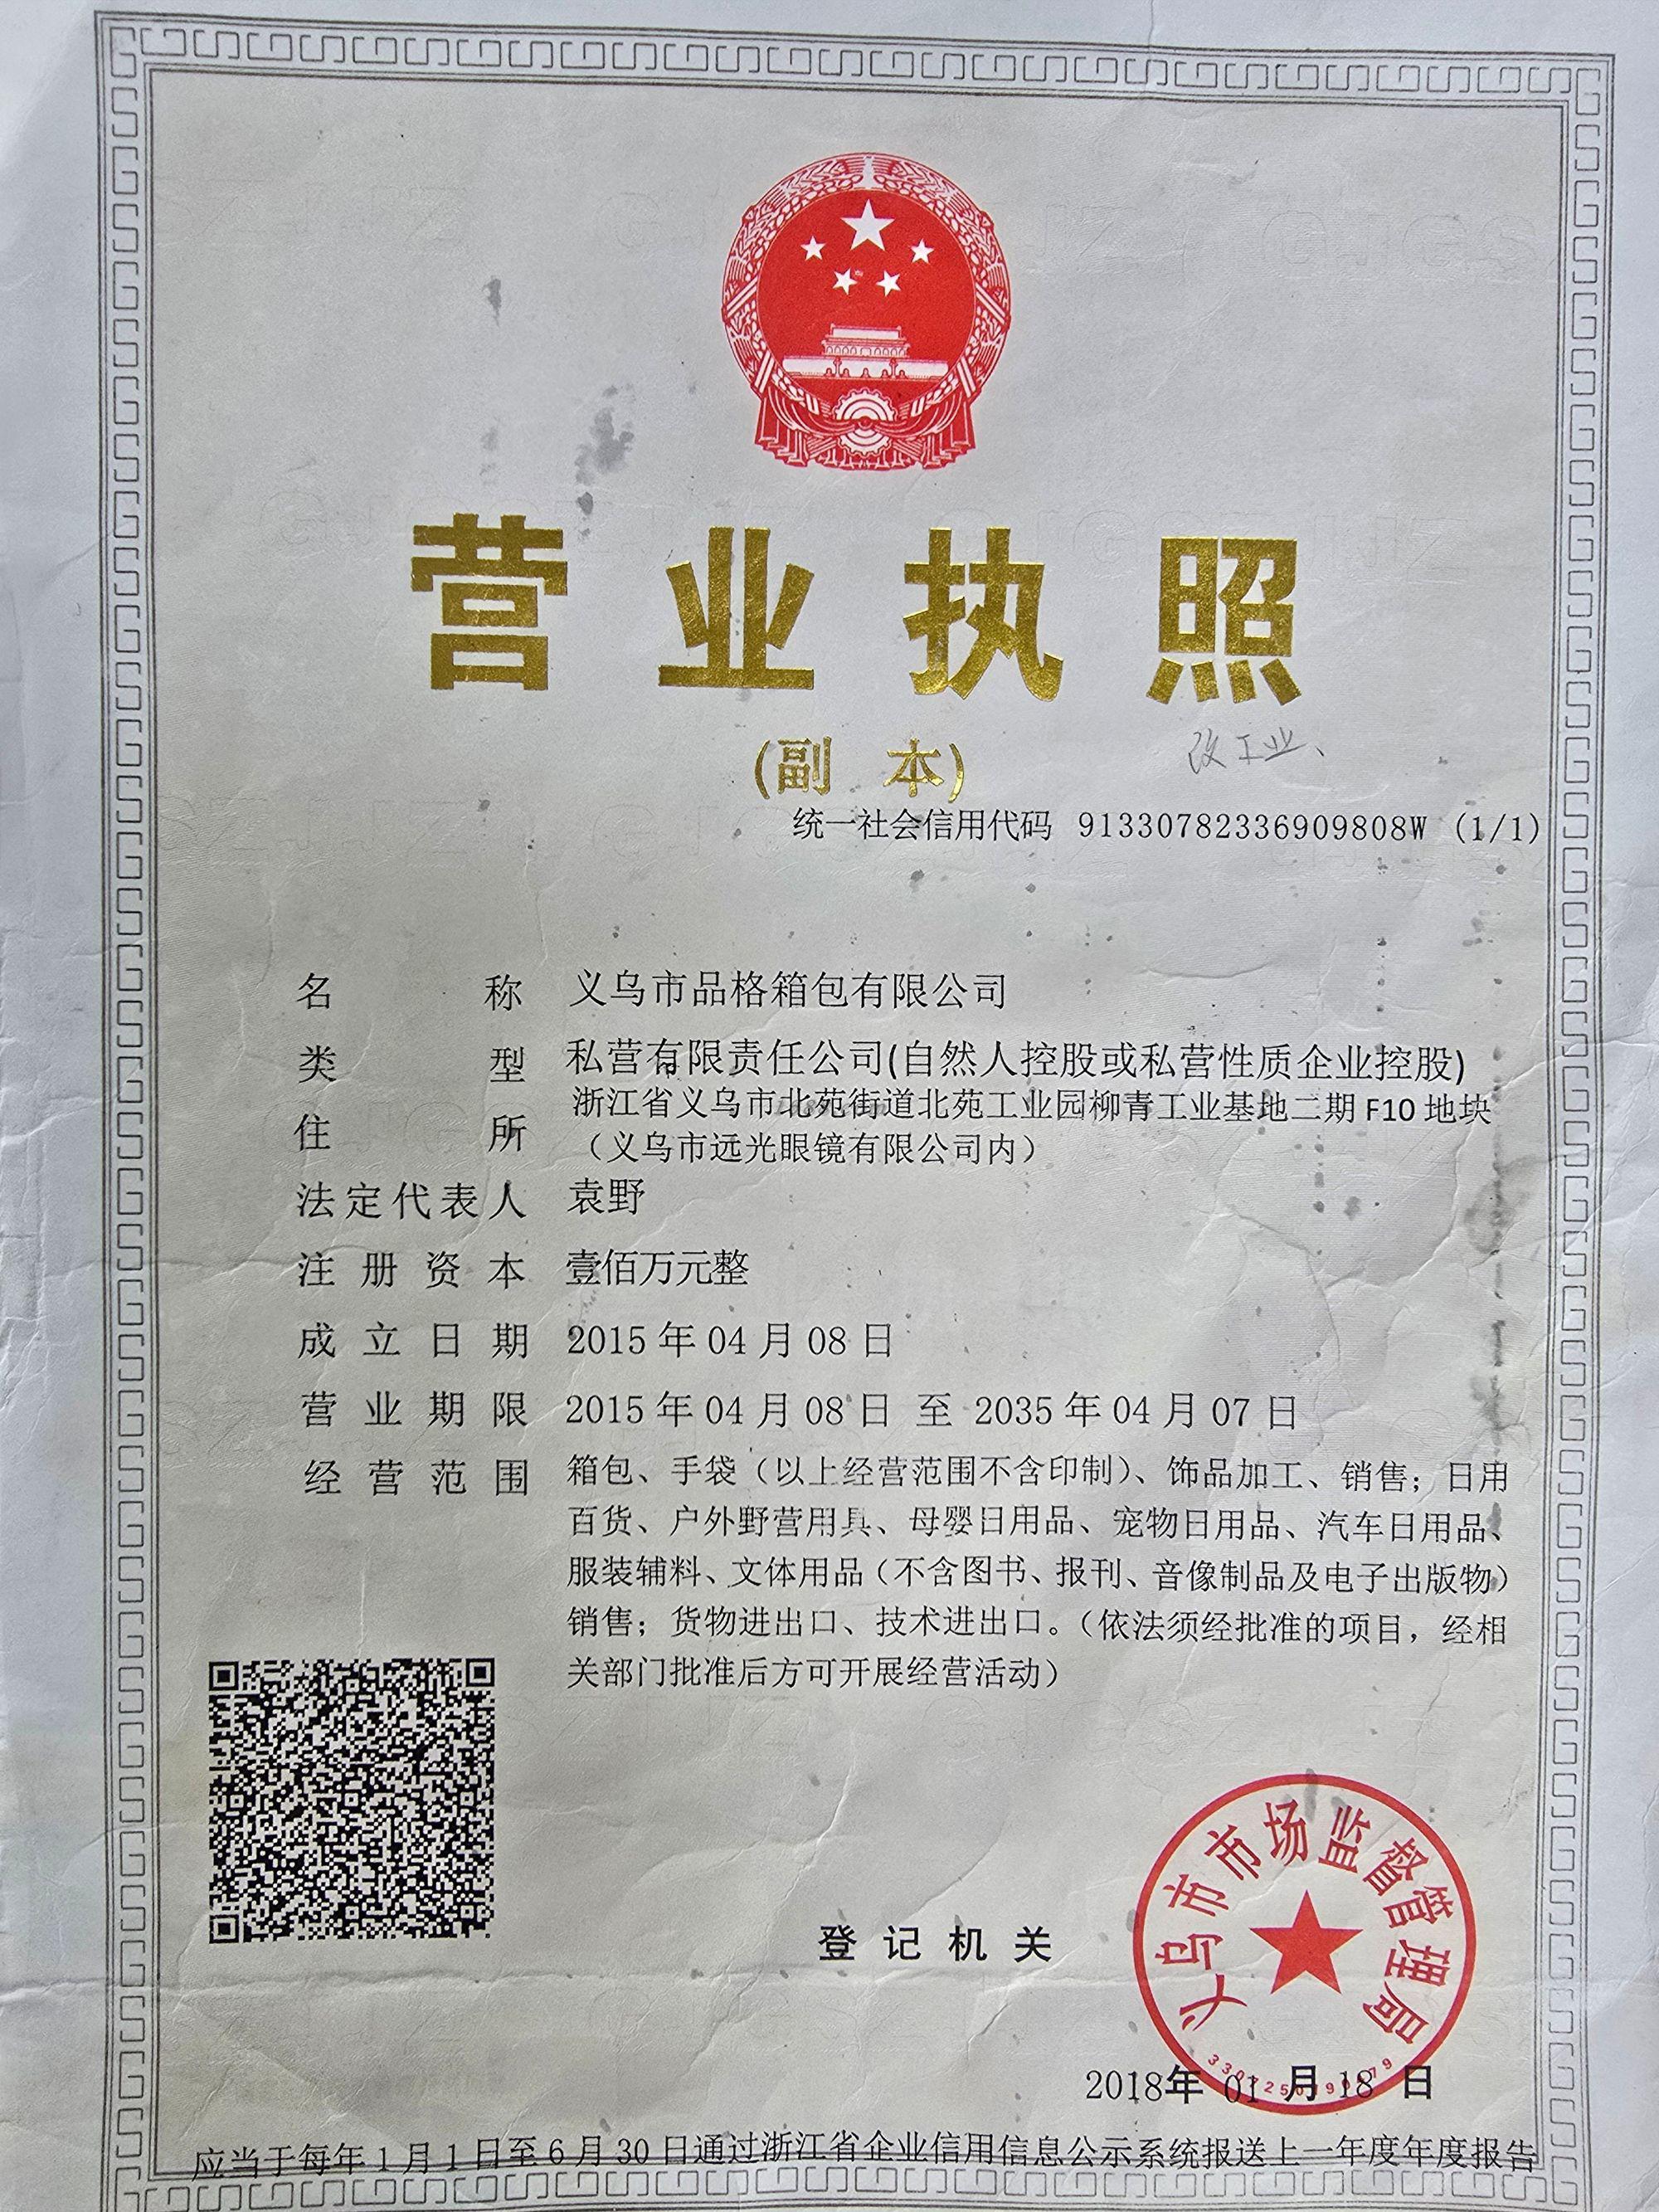 营业执照
(副 本)
改工业、
统一社会信用代码 91330782336909808W (1/1)
名 称 义乌市品格箱包有限公司
类 型 私营有限责任公司(自然人控股或私营性质企业控股)
住 所 浙江省义乌市北苑街道北苑工业园柳青工业基地二期F10地块
（义乌市远光眼镜有限公司内）
法定代表人 袁野
注册资本 壹佰万元整
成立日期 2015年04月08日
营业期限 2015年04月08日 至 2035年04月07日
经营范围 箱包、手袋（以上经营范围不含印制）、饰品加工、销售；日用
百货、户外野营用具、母婴日用品、宠物日用品、汽车日用品、
服装辅料、文体用品（不含图书、报刊、音像制品及电子出版物）
销售；货物进出口、技术进出口。（依法须经批准的项目，经相
关部门批准后方可开展经营活动）
义乌市市场监督管理局
登记机关
2018年 01 月 18 日
应当于每年1月1日至6月30日通过浙江省企业信用信息公示系统报送上一年度年度报告